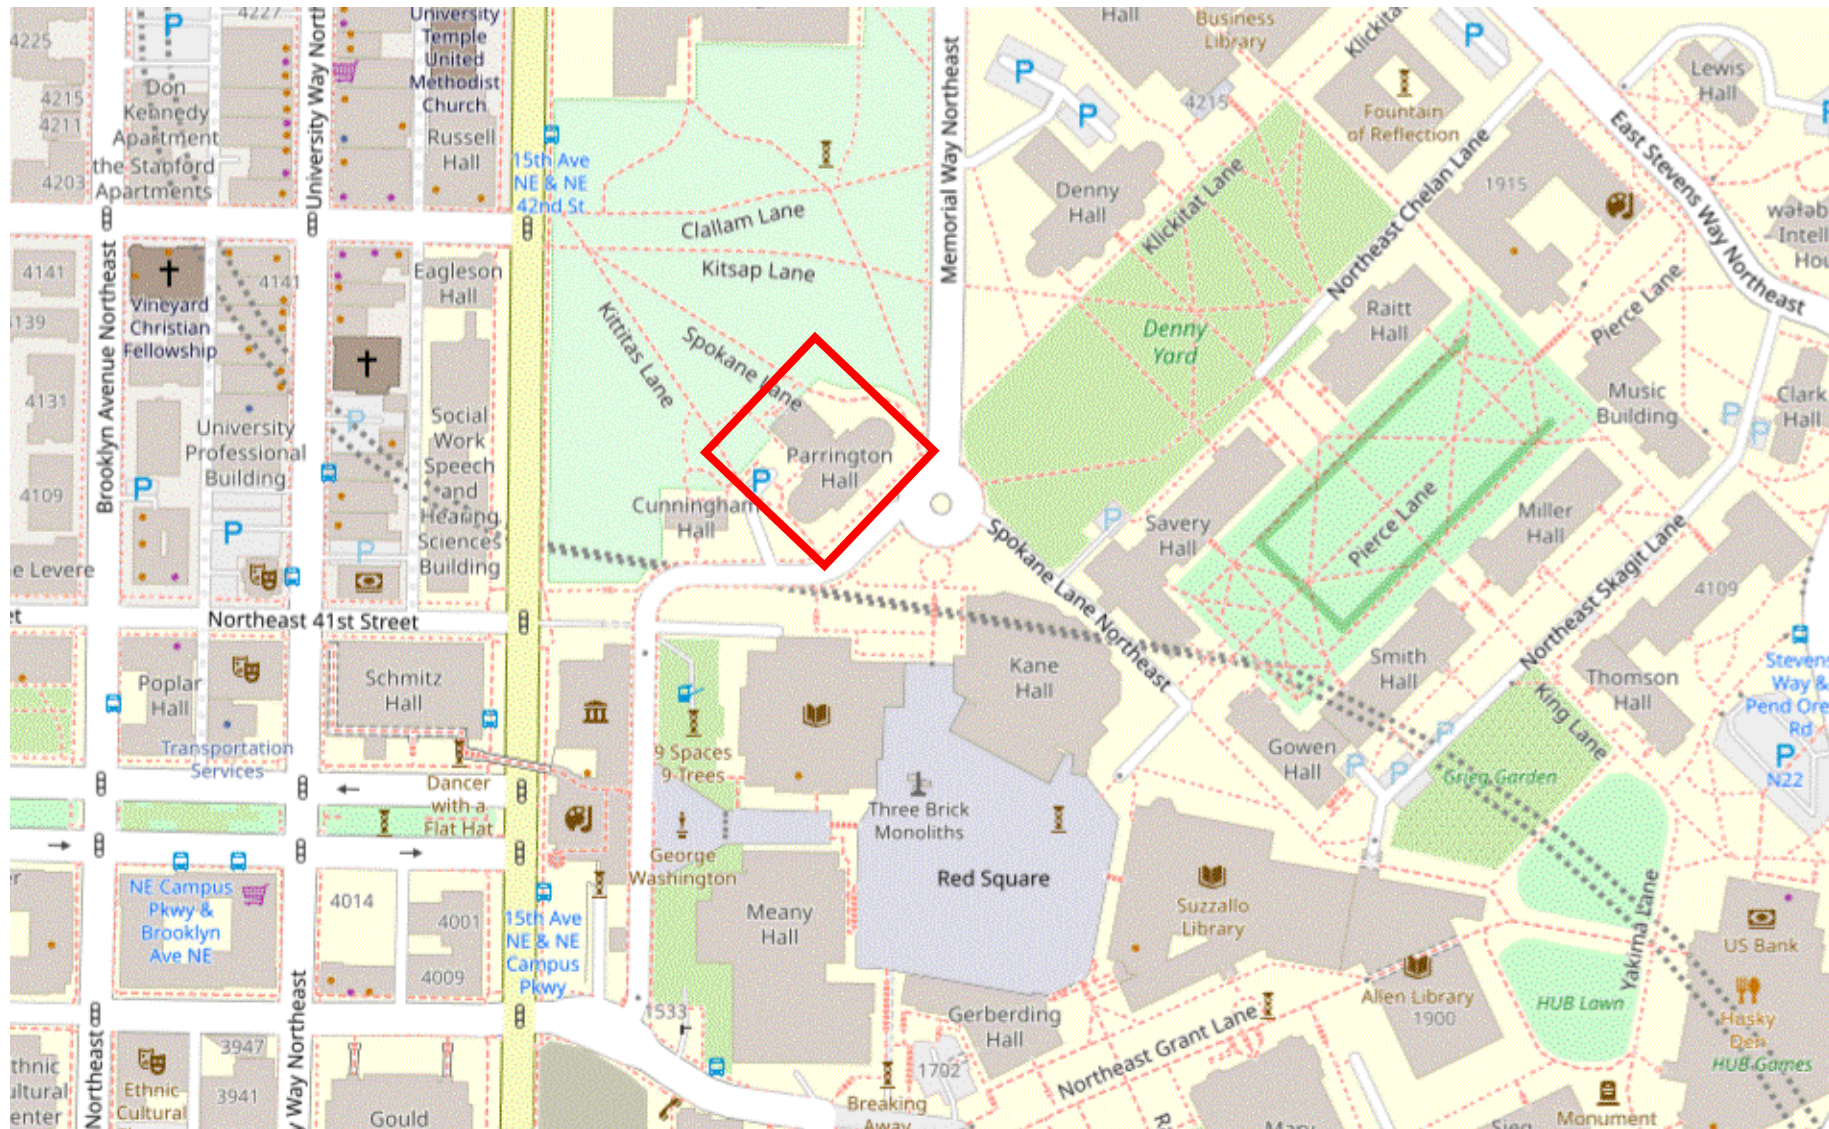 4225
4227
P
University Way North
University
Temple
United
Methodist
Church
Hall
Business
Library
Klickitat
P
4215
4211
4203
Don
Kennedy
Apartment
the Stanford
Apartments
Russell
Hall
15th Ave
NE & NE
42nd St
Memorial Way Northeast
P
P
4215
Fountain
of Reflection
Lewis
Hall
Denny
Hall
Klickitat Lane
Northeast Chelan Lane
1915
East Stevens Way Northeast
Clallam Lane
Kitsap Lane
Kittitas Lane
Spokane Lane
Brooklyn Avenue Northeast
4141
4139
4131
4109
Vineyard
Christian
Fellowship
4141
Eagleson
Hall
Denny
Yard
Raitt
Hall
Pierce Lane
Music
Building
Clark
Hall
P
University
Professional
Building
Social
Work
Speech
and
Hearing
Sciences
Building
P
P
P
P
Parrington
Hall
Cunningham
Hall
P
Savery
Hall
Pierce Lane
Miller
Hall
P
P
Northeast Skagit Lane
4109
e Levere
Northeast 41st Street
et
Spokane Lane Northeast
Poplar
Hall
Schmitz
Hall
Kane
Hall
Smith
Hall
Thomson
Hall
King Lane
Stevens
Way &
Pend Ore
Rd
P
N22
Transportation
Services
Dancer
with a
Flat Hat
9 Spaces
9 Trees
Gowen
Hall
P
P
P
Grieg Garden
Three Brick
Monoliths
George
Washington
Red Square
NE Campus
Pkwy &
Brooklyn
Ave NE
4014
4001
4009
15th Ave
NE & NE
Campus
Pkwy
Meany
Hall
Suzzallo
Library
Yakima Lane
US Bank
Allen Library
1900
HUB Lawn
Husky
Den
HUB Games
1533
Gerberding
Hall
Northeast Grant Lane
Northeast
Way Northeast
Ethnic
Cultural
3947
3941
Gould
1702
Breaking
Away
Monument